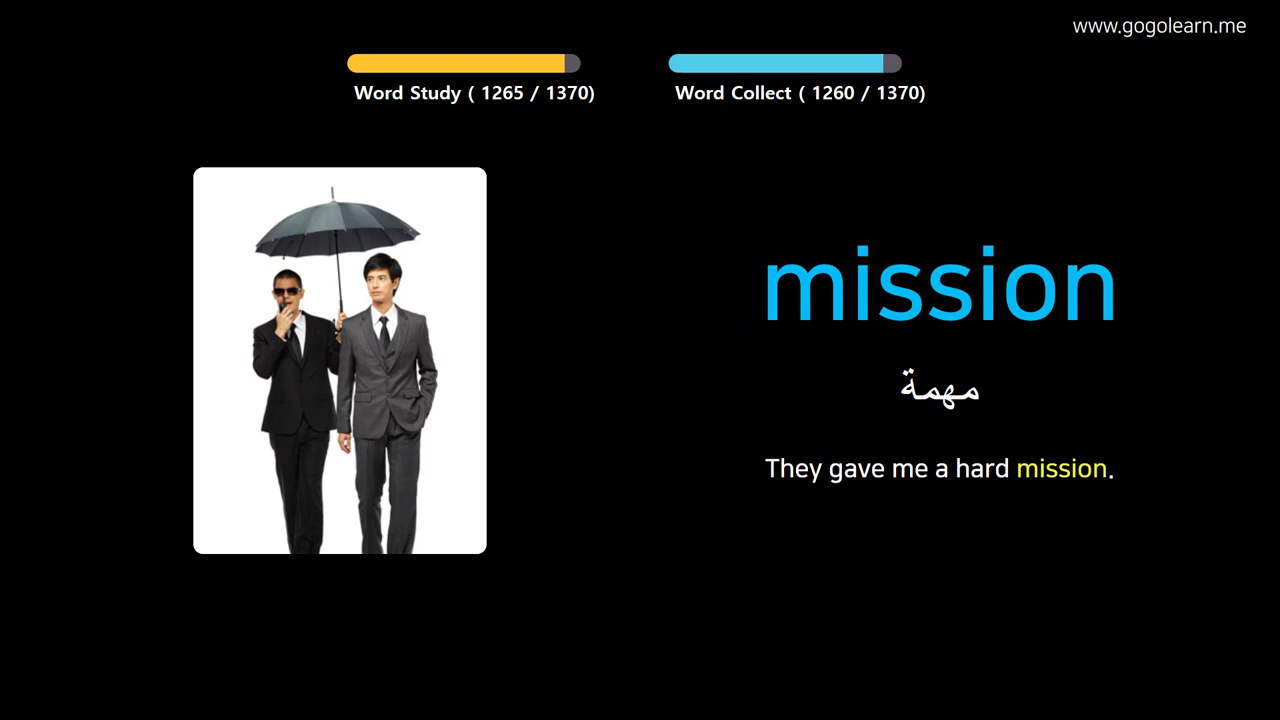 www.gogolearn.me
Word Study ( 1265 / 1370)
Word Collect ( 1260 / 1370)
mission
مهمة
They gave me a hard mission.